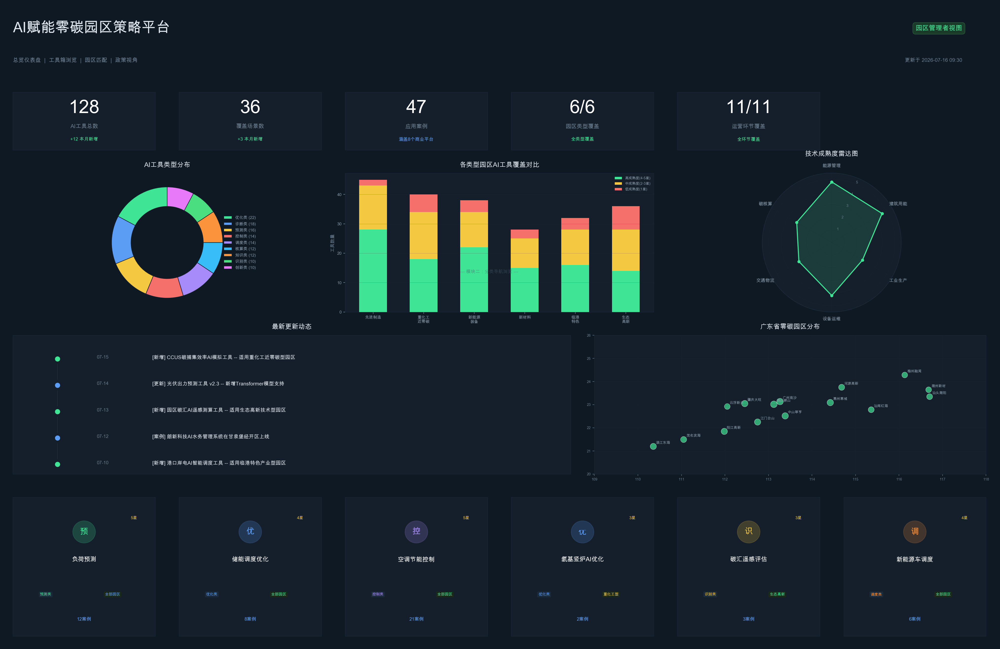 AI赋能零碳园区策略平台
园区管理者视图
总览仪表盘 | 工具箱浏览 | 园区匹配 | 政策视角
更新于 2026-07-16 09:30
128
AI工具总数
+12 本月新增
36
覆盖场景数
+3 本月新增
47
应用案例
涵盖8个商业平台
6/6
园区类型覆盖
全类型覆盖
11/11
运营环节覆盖
全环节覆盖
AI工具类型分布
优化类 (22)
诊断类 (18)
预测类 (16)
控制类 (14)
调度类 (14)
核算类 (12)
知识类 (12)
识别类 (10)
创新类 (10)
各类型园区AI工具覆盖对比
高成熟度(4-5星)
中成熟度(2-3星)
低成熟度(1星)
工具数量
40
30
20
10
0
— 模块二：分类导航浏览 —
先进制造
重化工
近零碳
新能源
装备
新材料
临港
特色
生态
高新
技术成熟度雷达图
能源管理
建筑用能
工业生产
设备运维
交通物流
碳核算
5
4
3
2
1
最新更新动态
07-15
[新增] CCUS碳捕集效率AI模拟工具 -- 适用重化工近零碳型园区
07-14
[更新] 光伏出力预测工具 v2.3 -- 新增Transformer模型支持
07-13
[新增] 园区碳汇AI遥感测算工具 -- 适用生态高新技术型园区
07-12
[案例] 朗新科技AI水务管理系统在甘泉堡经开区上线
07-10
[新增] 港口岸电AI智能调度工具 -- 适用临港特色产业型园区
广东省零碳园区分布
26
25
24
23
22
21
20
109
110
111
112
113
114
115
116
117
118
梅州融湾
河源高新
潮州新材
汕头潮阳
广州南沙
狮山
肇庆大旺
云浮新
惠州惠城
汕尾红海
中山翠亨
江门台山
阳江高新
茂名滨海
湛江东海
5星
预
负荷预测
预测类
全部园区
12案例
4星
优
储能调度优化
优化类
全部园区
8案例
5星
控
空调节能控制
控制类
全部园区
21案例
3星
氢基竖炉AI优化
优化类
重化工型
2案例
3星
识
碳汇遥感评估
识别类
生态高新
3案例
4星
调
新能源车调度
调度类
全部园区
6案例